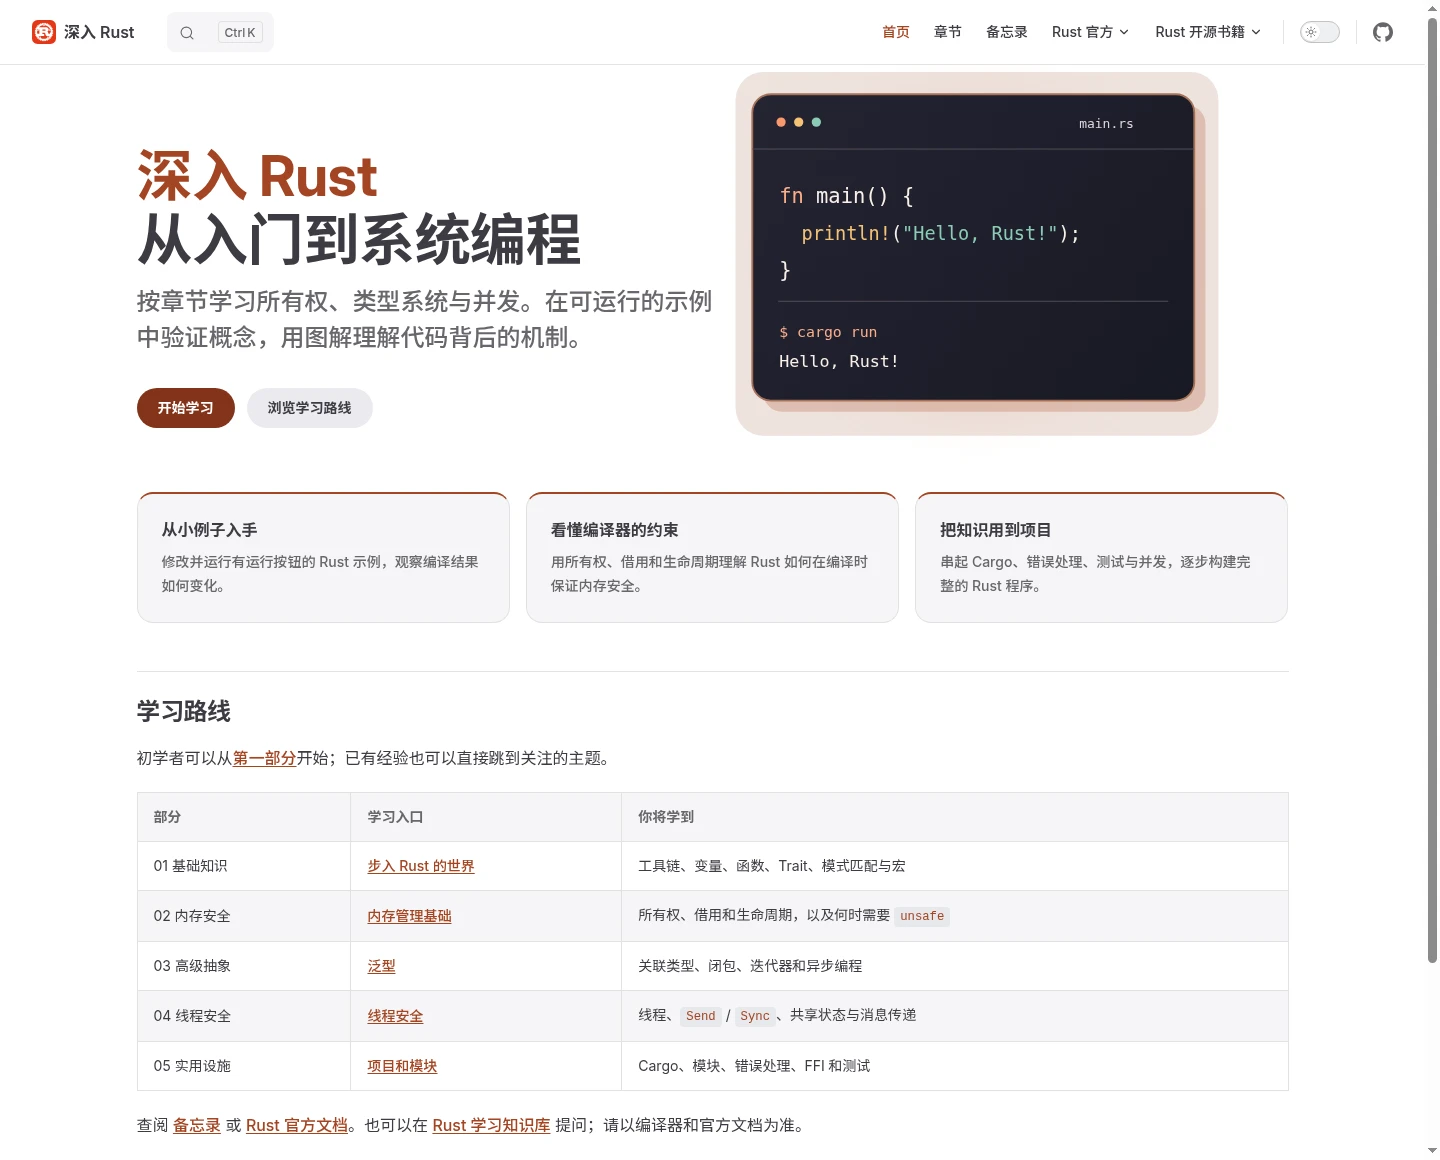 深入 Rust
Ctrl K
首页
章节
备忘录
Rust 官方
Rust 开源书籍
深入 Rust
从入门到系统编程
按章节学习所有权、类型系统与并发。在可运行的示例
中验证概念，用图解理解代码背后的机制。
开始学习
浏览学习路线
main.rs
fn main() {
println!("Hello, Rust!");
}
$ cargo run
Hello, Rust!
从小例子入手
修改并运行有运行按钮的 Rust 示例，观察编译结果
如何变化。
看懂编译器的约束
用所有权、借用和生命周期理解 Rust 如何在编译时
保证内存安全。
把知识用到项目
串起 Cargo、错误处理、测试与并发，逐步构建完
整的 Rust 程序。
学习路线
初学者可以从第一部分开始；已有经验也可以直接跳到关注的主题。
部分 学习入口 你将学到
01 基础知识 步入 Rust 的世界 工具链、变量、函数、Trait、模式匹配与宏
02 内存安全 内存管理基础 所有权、借用和生命周期，以及何时需要 unsafe
03 高级抽象 泛型 关联类型、闭包、迭代器和异步编程
04 线程安全 线程安全 线程、Send / Sync、共享状态与消息传递
05 实用设施 项目和模块 Cargo、模块、错误处理、FFI 和测试
查阅 备忘录 或 Rust 官方文档。也可以在 Rust 学习知识库 提问；请以编译器和官方文档为准。